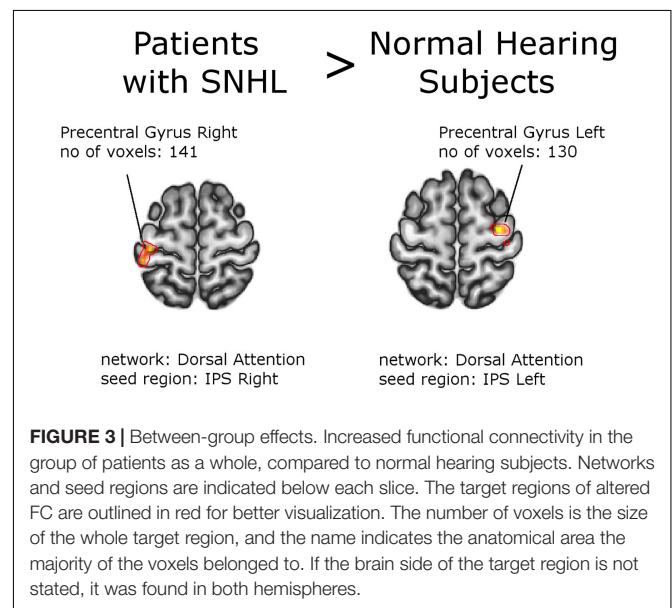 Patients
with SNHL
>
Normal Hearing
Subjects
Precentral Gyrus Right
no of voxels: 141
Precentral Gyrus Left
no of voxels: 130
network: Dorsal Attention
seed region: IPS Right
network: Dorsal Attention
seed region: IPS Left
FIGURE 3 | Between-group effects. Increased functional connectivity in the
group of patients as a whole, compared to normal hearing subjects. Networks
and seed regions are indicated below each slice. The target regions of altered
FC are outlined in red for better visualization. The number of voxels is the size
of the whole target region, and the name indicates the anatomical area the
majority of the voxels belonged to. If the brain side of the target region is not
stated, it was found in both hemispheres.